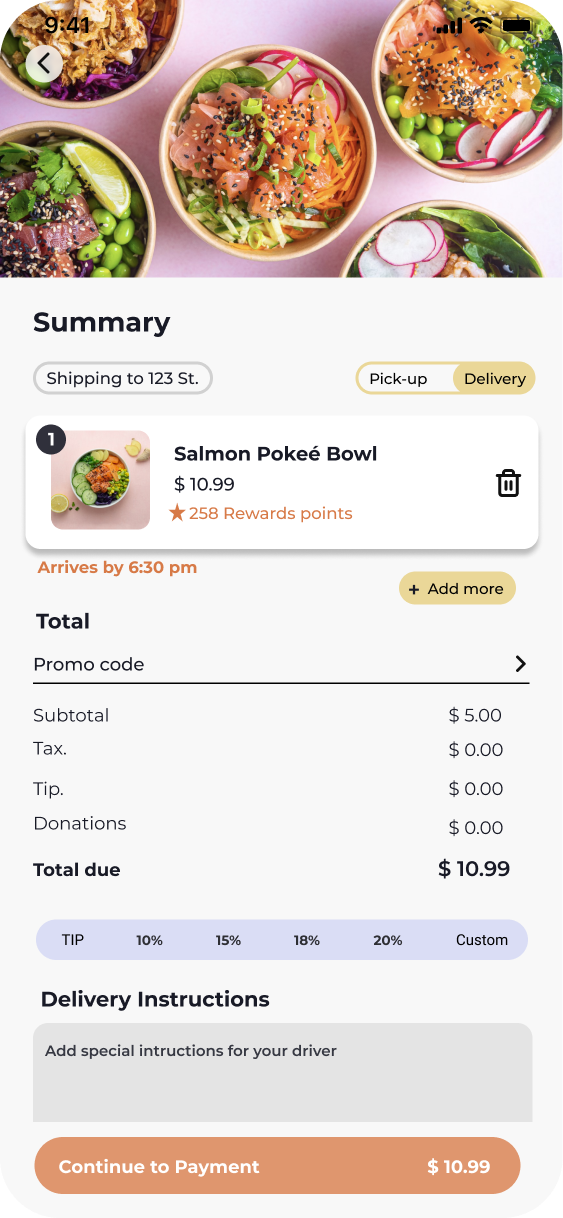 9:41
Summary
Shipping to 123 St.
Pick-up Delivery
1
Salmon Pokeé Bowl
$ 10.99
258 Rewards points
Arrives by 6:30 pm
+ Add more
Total
Promo code
Subtotal $ 5.00
Tax. $ 0.00
Tip. $ 0.00
Donations $ 0.00
Total due $ 10.99
TIP 10% 15% 18% 20% Custom
Delivery Instructions
Add special intructions for your driver
Continue to Payment $ 10.99